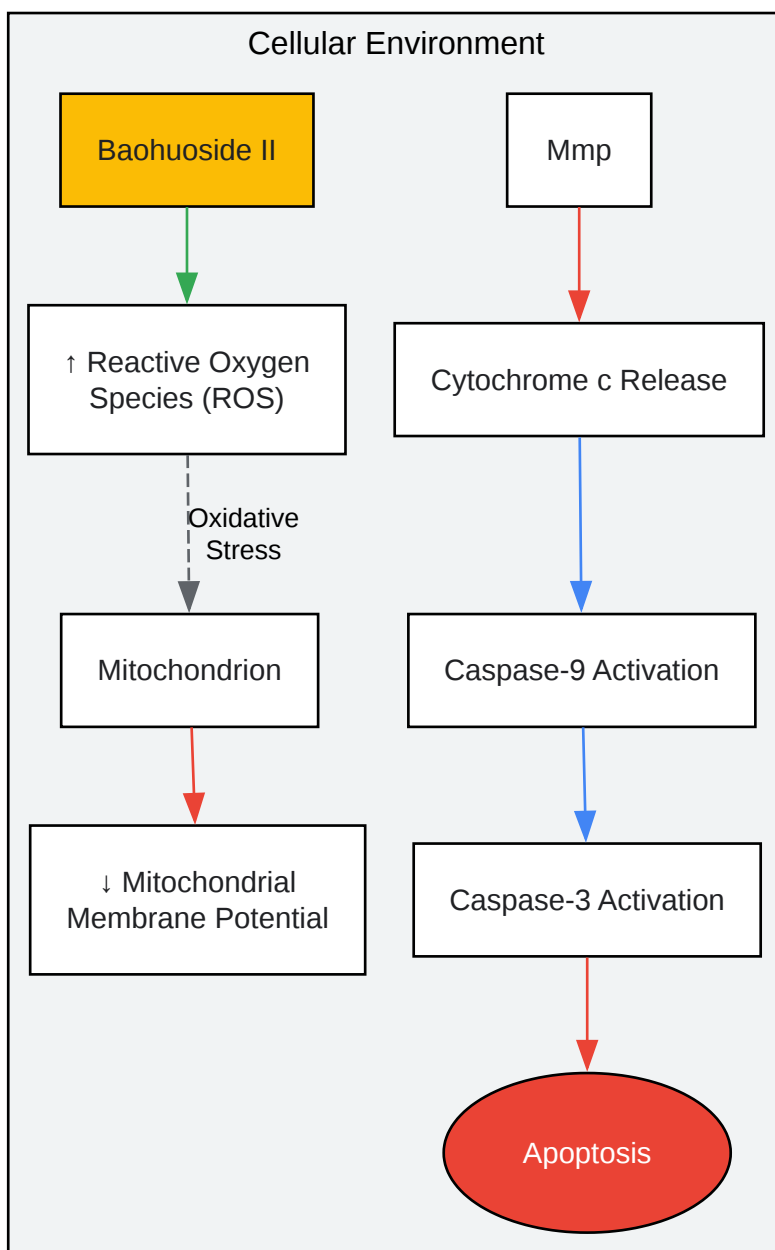 Cellular Environment
Baohuoside II
↑ Reactive Oxygen
Species (ROS)
Oxidative
Stress
Mitochondrion
↓ Mitochondrial
Membrane Potential
Mmp
Cytochrome c Release
Caspase-9 Activation
Caspase-3 Activation
Apoptosis